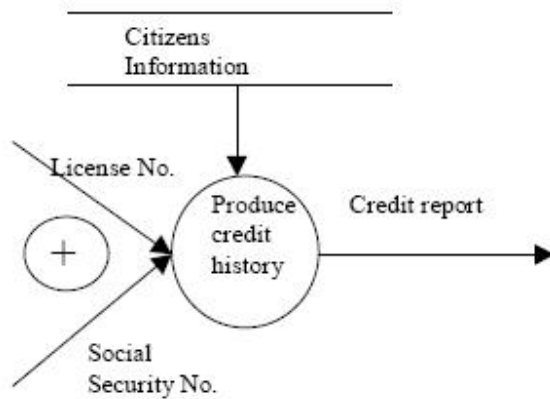 Citizens
Information
License No.
Produce
credit
history
Credit report
+
Social
Security No.